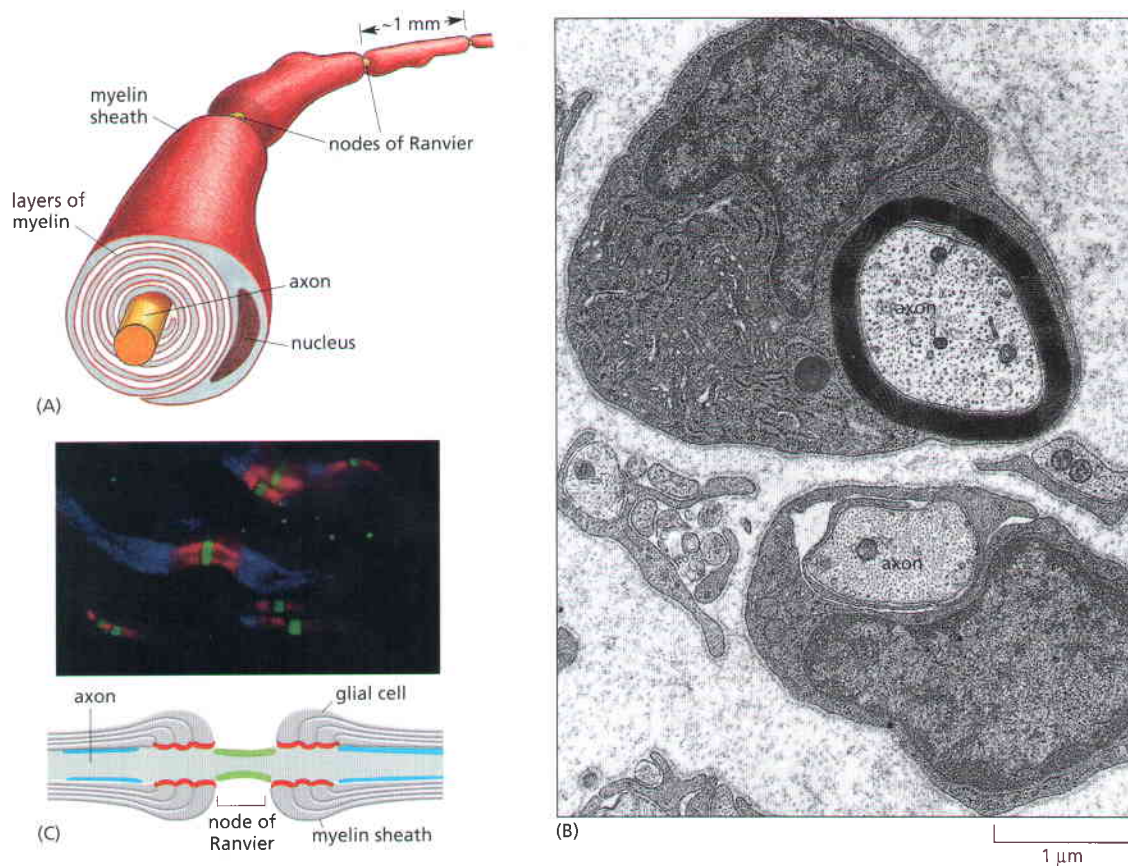 ~1 mm
myelin
sheath
nodes of Ranvier
layers of
myelin
axon
nucleus
(A)
axon
glial cell
node of
Ranvier
myelin sheath
(C)
axon
axon
(B)
1 μm